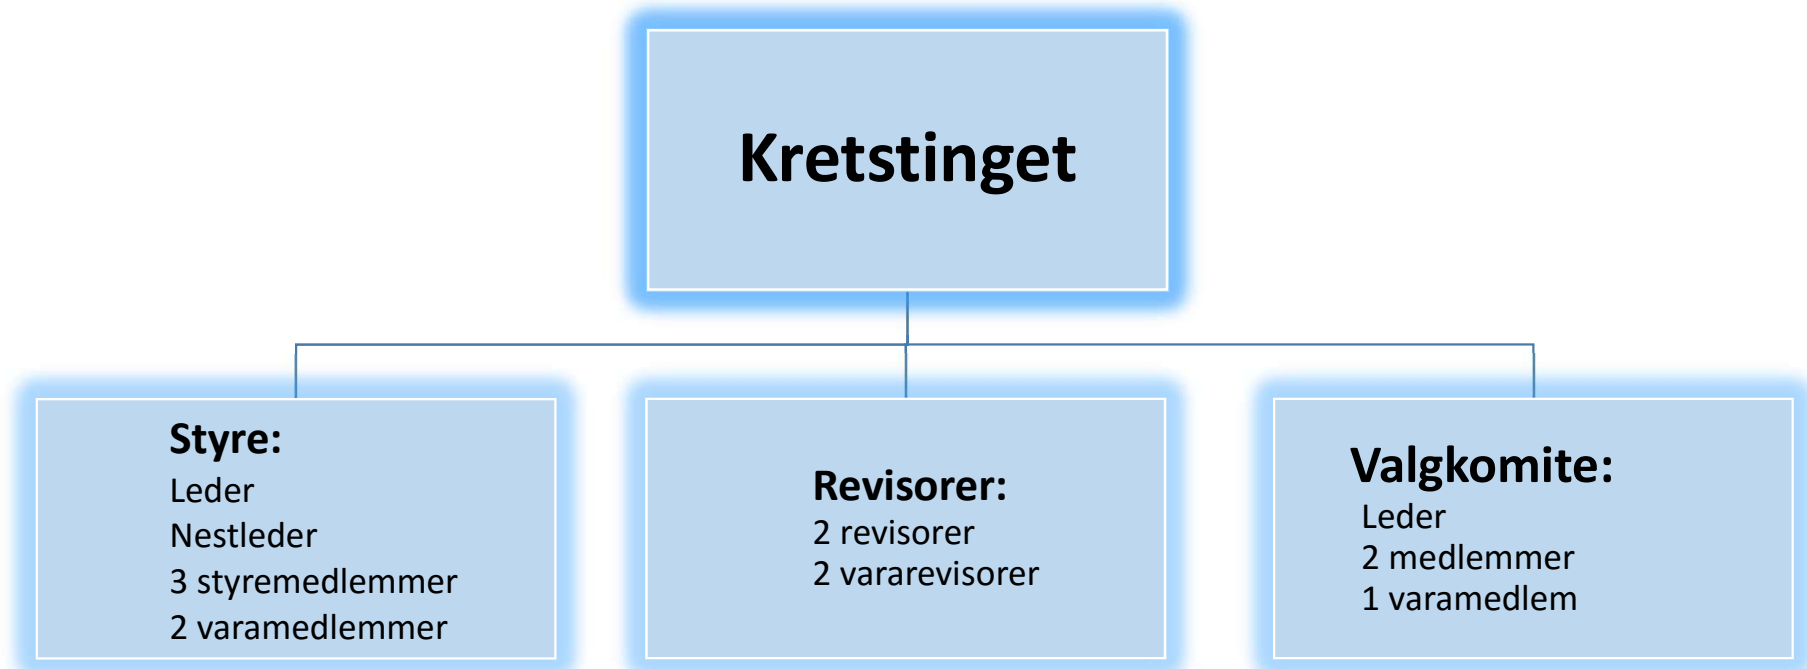 Kretstinget
Styre:
Leder
Nestleder
3 styremedlemmer
2 varamedlemmer
Revisorer:
2 revisorer
2 vararevisorer
Valgkomite:
Leder
2 medlemmer
1 varamedlem